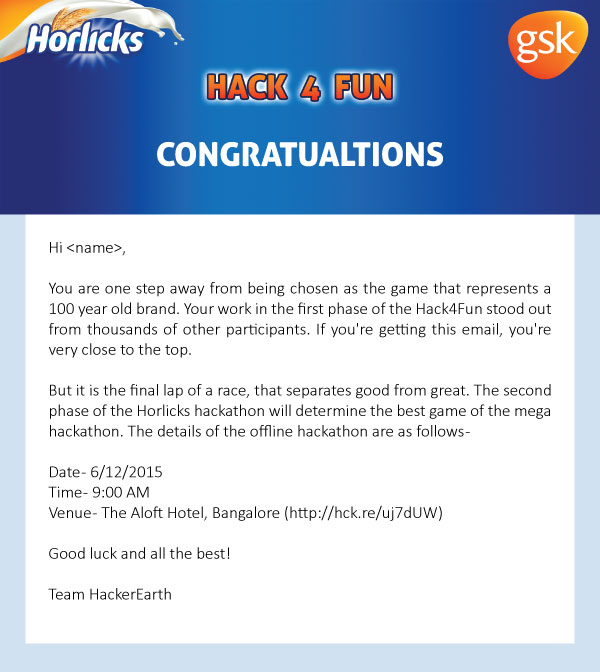 Horlicks
gsk
HACK 4 FUN
CONGRATUALTIONS
Hi <name>,
You are one step away from being chosen as the game that represents a
100 year old brand. Your work in the first phase of the Hack4Fun stood out
from thousands of other participants. If you're getting this email, you're
very close to the top.
But it is the final lap of a race, that separates good from great. The second
phase of the Horlicks hackathon will determine the best game of the mega
hackathon. The details of the offline hackathon are as follows-
Date- 6/12/2015
Time- 9:00 AM
Venue- The Aloft Hotel, Bangalore (http://hck.re/uj7dUW)
Good luck and all the best!
Team HackerEarth